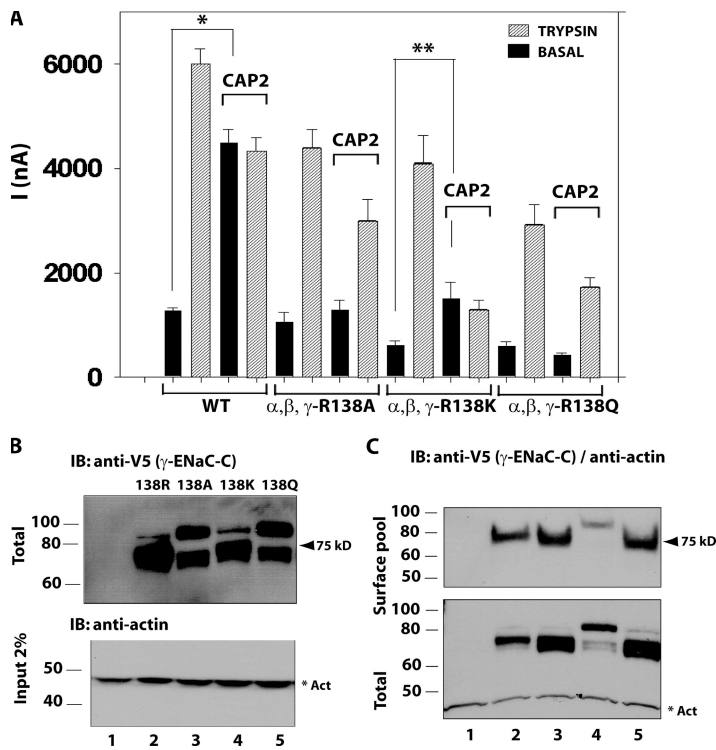 A
* ** TRYPSIN
BASAL
6000
CAP2
4000
CAP2
CAP2
CAP2
2000
0
I (nA)
WT α,β, γ-R138A α,β, γ-R138K α,β, γ-R138Q
B
IB: anti-V5 (γ-ENaC-C)
138R 138A 138K 138Q
100
80
60
75 kD
Total
IB: anti-actin
50
40
* Act
Input 2%
1 2 3 4 5
C
IB: anti-V5 (γ-ENaC-C) / anti-actin
100
80
60
50
75 kD
Surface pool
100
80
60
50
Total
* Act
1 2 3 4 5